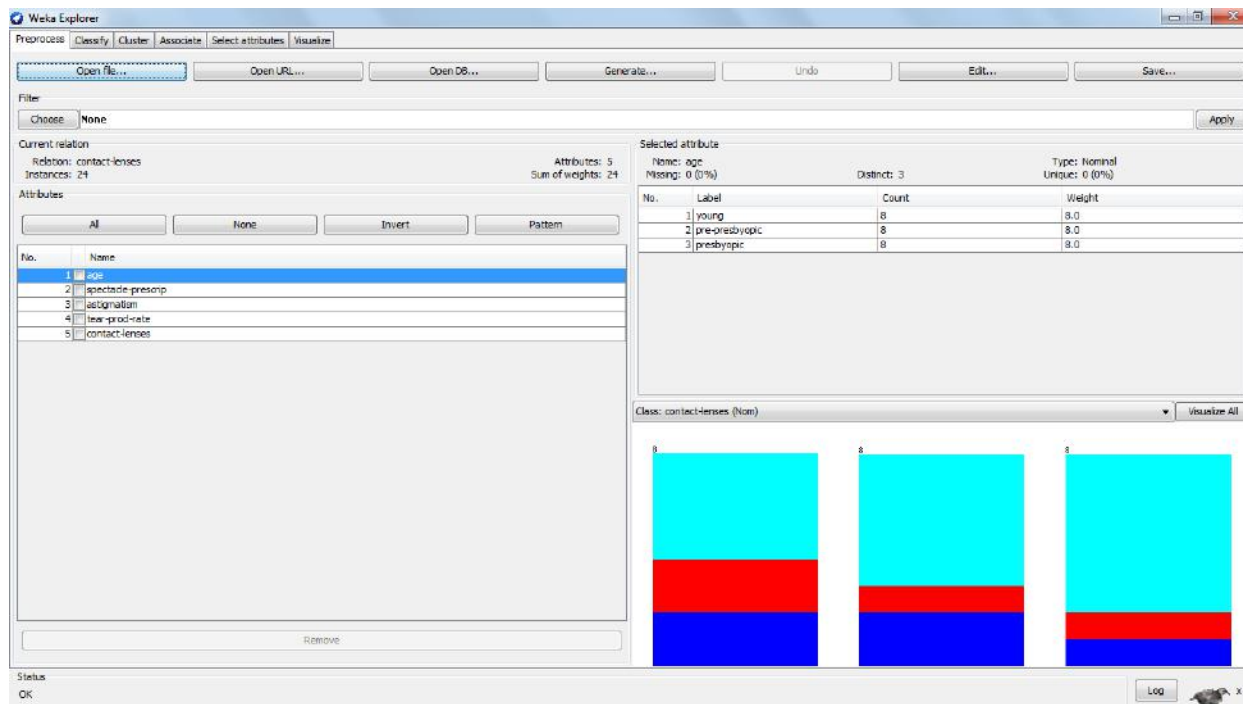 Weka Explorer
Preprocess Classify Cluster Associate Select attributes Visualize
Open file... Open URL... Open DB... Generate... Undo Edit... Save...
Filter
Choose None Apply
Current relation
Relation: contact-lenses Attributes: 5
Instances: 24 Sum of weights: 24
Attributes
All None Invert Pattern
No. Name
1 age
2 spectacle-prescrip
3 astigmatism
4 tear-prod-rate
5 contact-lenses
Remove
Selected attribute
Name: age Type: Nominal
Missing: 0 (0%) Distinct: 3 Unique: 0 (0%)
No. Label Count Weight
1 young 8 8.0
2 pre-presbyopic 8 8.0
3 presbyopic 8 8.0
Class: contact-lenses (Nom) Visualize All
8 8 8
Status
OK Log x